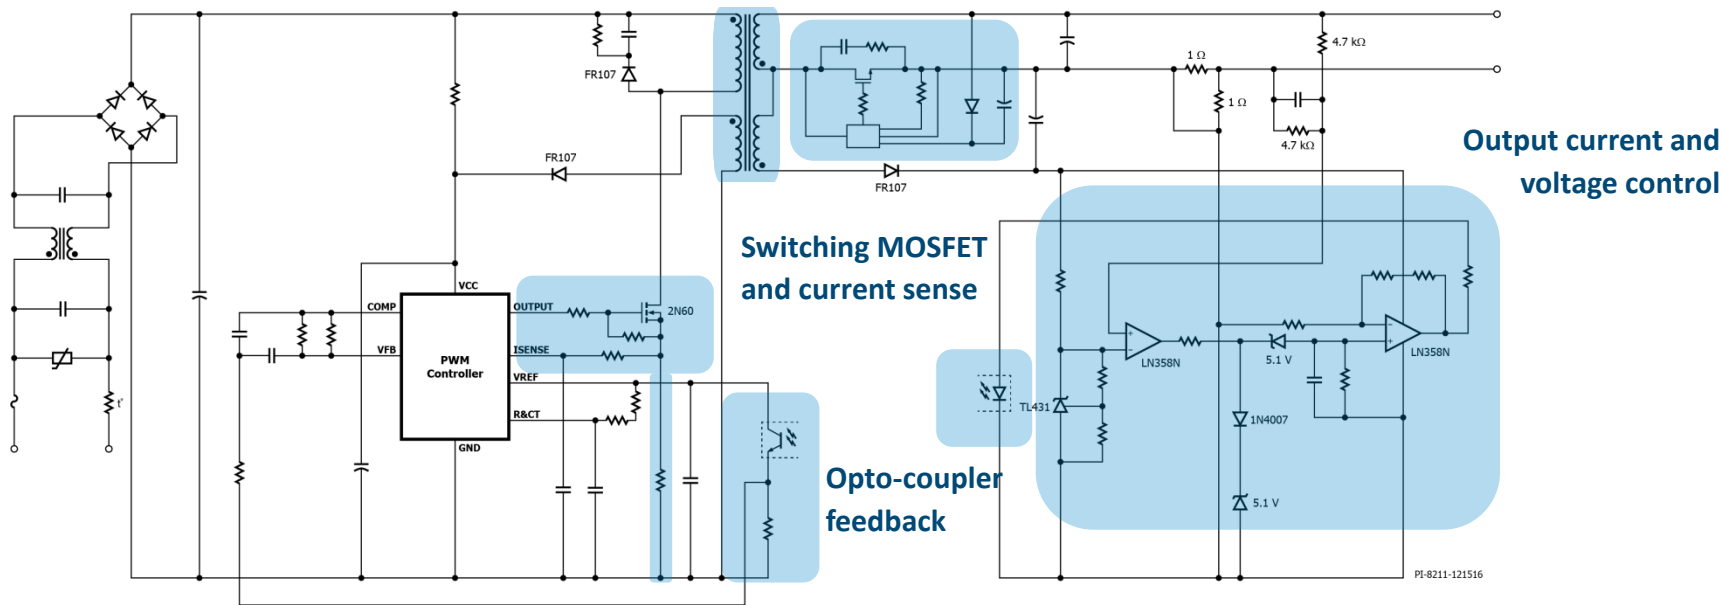 FR107
1 Ω
4.7 kΩ
1 Ω
4.7 kΩ
FR107
FR107
Output current and
voltage control
Switching MOSFET
and current sense
VCC
COMP
OUTPUT
2N60
VFB
ISENSE
PWM
Controller
VREF
R&CT
GND
t°
LN358N
5.1 V
LN358N
TL431
1N4007
5.1 V
Opto-coupler
feedback
PI-8211-121516